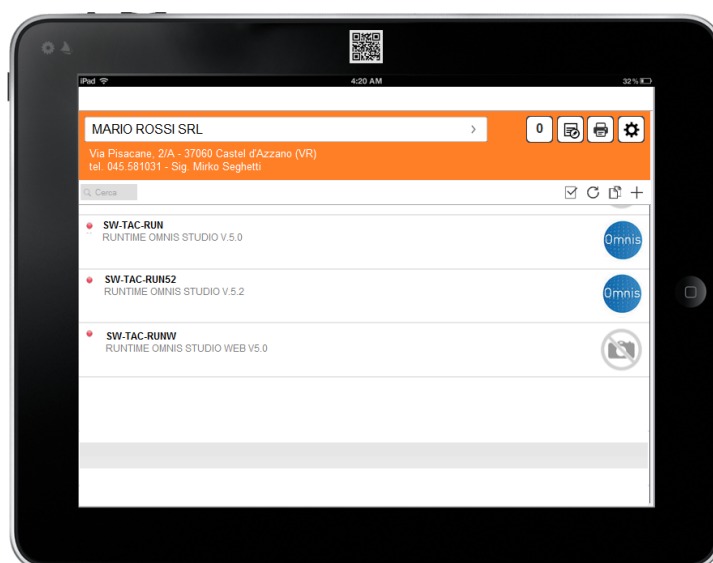 iPad 4:20 AM 32%
MARIO ROSSI SRL
0
Via Pisacane, 2/A - 37060 Castel d'Azzano (VR)
tel. 045.581031 - Sig. Mirko Seghetti
Cerca
SW-TAC-RUN
RUNTIME OMNIS STUDIO V.5.0
Omnis
SW-TAC-RUN52
RUNTIME OMNIS STUDIO V.5.2
Omnis
SW-TAC-RUNW
RUNTIME OMNIS STUDIO WEB V5.0